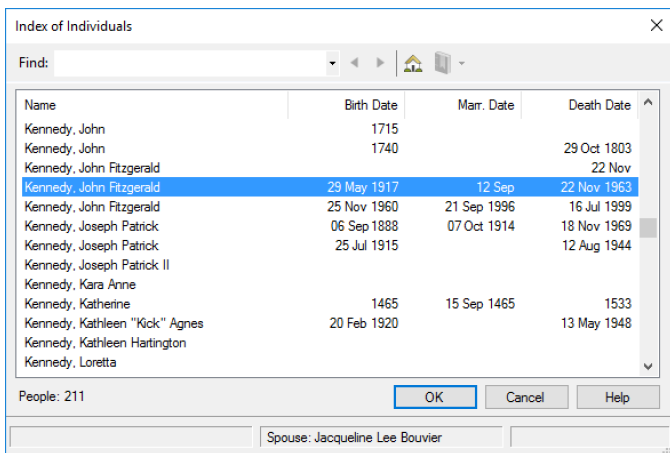 Index of Individuals
Find:
Name Birth Date Marr. Date Death Date
Kennedy, John 1715
Kennedy, John 1740 29 Oct 1803
Kennedy, John Fitzgerald 22 Nov
Kennedy, John Fitzgerald 29 May 1917 12 Sep 22 Nov 1963
Kennedy, John Fitzgerald 25 Nov 1960 21 Sep 1996 16 Jul 1999
Kennedy, Joseph Patrick 06 Sep 1888 07 Oct 1914 18 Nov 1969
Kennedy, Joseph Patrick 25 Jul 1915 12 Aug 1944
Kennedy, Joseph Patrick II
Kennedy, Kara Anne
Kennedy, Katherine 1465 15 Sep 1465 1533
Kennedy, Kathleen "Kick" Agnes 20 Feb 1920 13 May 1948
Kennedy, Kathleen Hartington
Kennedy, Loretta
People: 211 OK Cancel Help
Spouse: Jacqueline Lee Bouvier